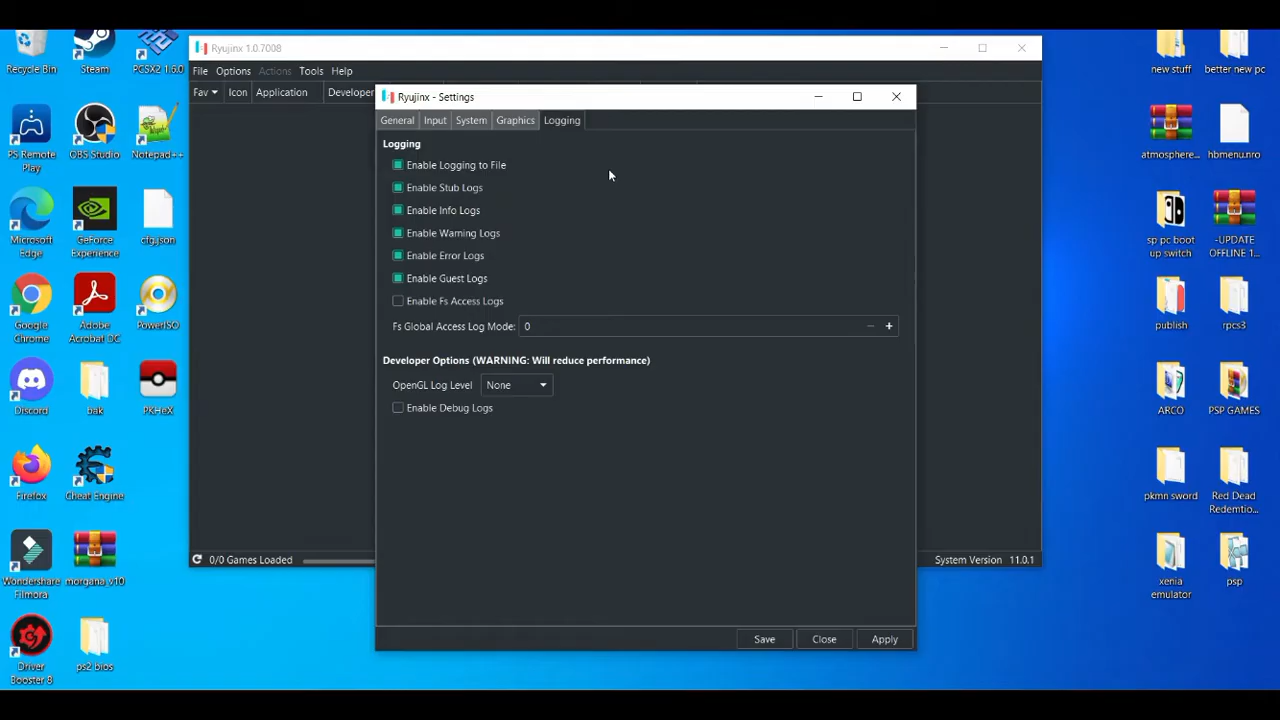 Recycle Bin
Steam
PCSX2 1.6.0
PS Remote
Play
OBS Studio
Notepad++
Microsoft
Edge
GeForce
Experience
cfg.json
Google
Chrome
Adobe
Acrobat DC
PowerISO
Discord
bak
PKHeX
Firefox
Cheat Engine
Wondershare
Filmora
morgana v10
Driver
Booster 8
ps2 bios
Ryujinx 1.0.7008
File Options Actions Tools Help
Fav Icon Application Developer
0/0 Games Loaded
System Version 11.0.1
Ryujinx - Settings
General Input System Graphics Logging
Logging
Enable Logging to File
Enable Stub Logs
Enable Info Logs
Enable Warning Logs
Enable Error Logs
Enable Guest Logs
Enable Fs Access Logs
Fs Global Access Log Mode: 0 − +
Developer Options (WARNING: Will reduce performance)
OpenGL Log Level None
Enable Debug Logs
Save Close Apply
new stuff
better new pc
atmosphere...
hbmenu.nro
sp pc boot
up switch
-UPDATE
OFFLINE 1...
publish
rpcs3
ARCO
PSP GAMES
pkmn sword
Red Dead
Redemtio...
xenia
emulator
psp